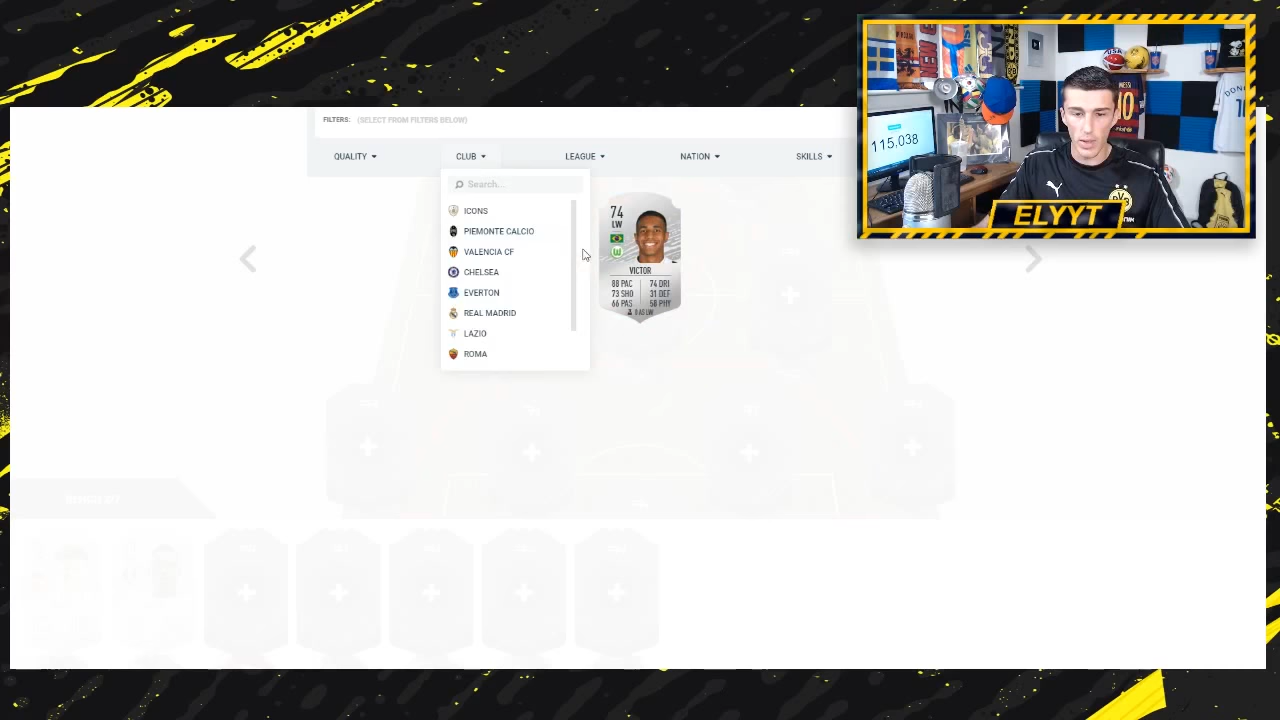 FILTERS: (SELECT FROM FILTERS BELOW)
QUALITY CLUB LEAGUE NATION SKILLS
Search...
ICONS
PIEMONTE CALCIO
VALENCIA CF
CHELSEA
EVERTON
REAL MADRID
LAZIO
ROMA
74
LW
VICTOR
88 PAC 74 DRI
73 SHO 31 DEF
66 PAS 58 PHY
115,038
MESSI
10
ELYYT